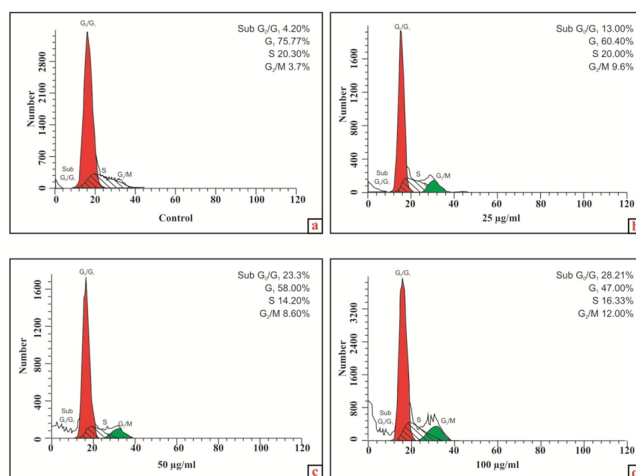 G₀/G₁
Sub G₀/G₁ 4.20%
G₁ 75.77%
S 20.30%
G₂/M 3.7%
2800
2100
1400
700
0
Number
Sub
G₀/G₁
S
G₂/M
0 20 40 60 80 100 120
Control
a
G₀/G₁
Sub G₀/G₁ 13.00%
G₁ 60.40%
S 20.00%
G₂/M 9.6%
1600
1200
800
400
0
Number
Sub
G₀/G₁
S
G₂/M
0 20 40 60 80 100 120
25 µg/ml
b
G₀/G₁
Sub G₀/G₁ 23.3%
G₁ 58.00%
S 14.20%
G₂/M 8.60%
1600
1200
800
400
0
Number
Sub
G₀/G₁
S
G₂/M
0 20 40 60 80 100 120
50 µg/ml
c
G₀/G₁
Sub G₀/G₁ 28.21%
G₁ 47.00%
S 16.33%
G₂/M 12.00%
3200
2400
1600
800
0
Number
Sub
G₀/G₁
S
G₂/M
0 20 40 60 80 100 120
100 µg/ml
d